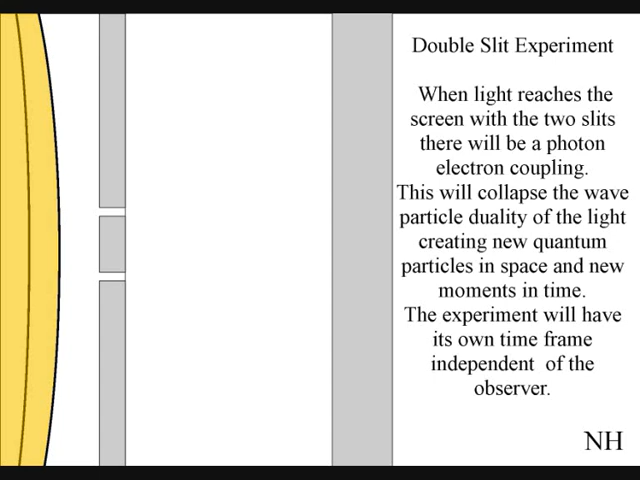 Double Slit Experiment
When light reaches the
screen with the two slits
there will be a photon
electron coupling.
This will collapse the wave
particle duality of the light
creating new quantum
particles in space and new
moments in time.
The experiment will have
its own time frame
independent of the
observer.
NH